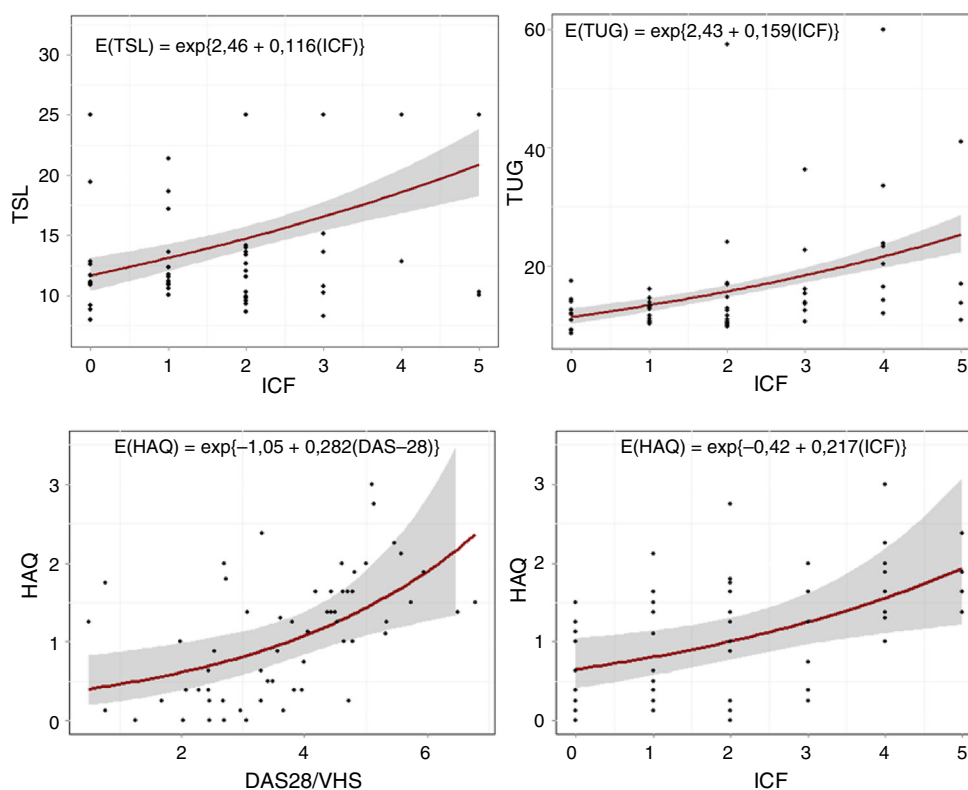 E(TSL) = exp{2,46 + 0,116(ICF)}
30
25
20
15
10
TSL
0 1 2 3 4 5
ICF
E(TUG) = exp{2,43 + 0,159(ICF)}
60
40
20
TUG
0 1 2 3 4 5
ICF
E(HAQ) = exp{–1,05 + 0,282(DAS–28)}
3
2
1
0
HAQ
2 4 6
DAS28/VHS
E(HAQ) = exp{–0,42 + 0,217(ICF)}
3
2
1
0
HAQ
0 1 2 3 4 5
ICF